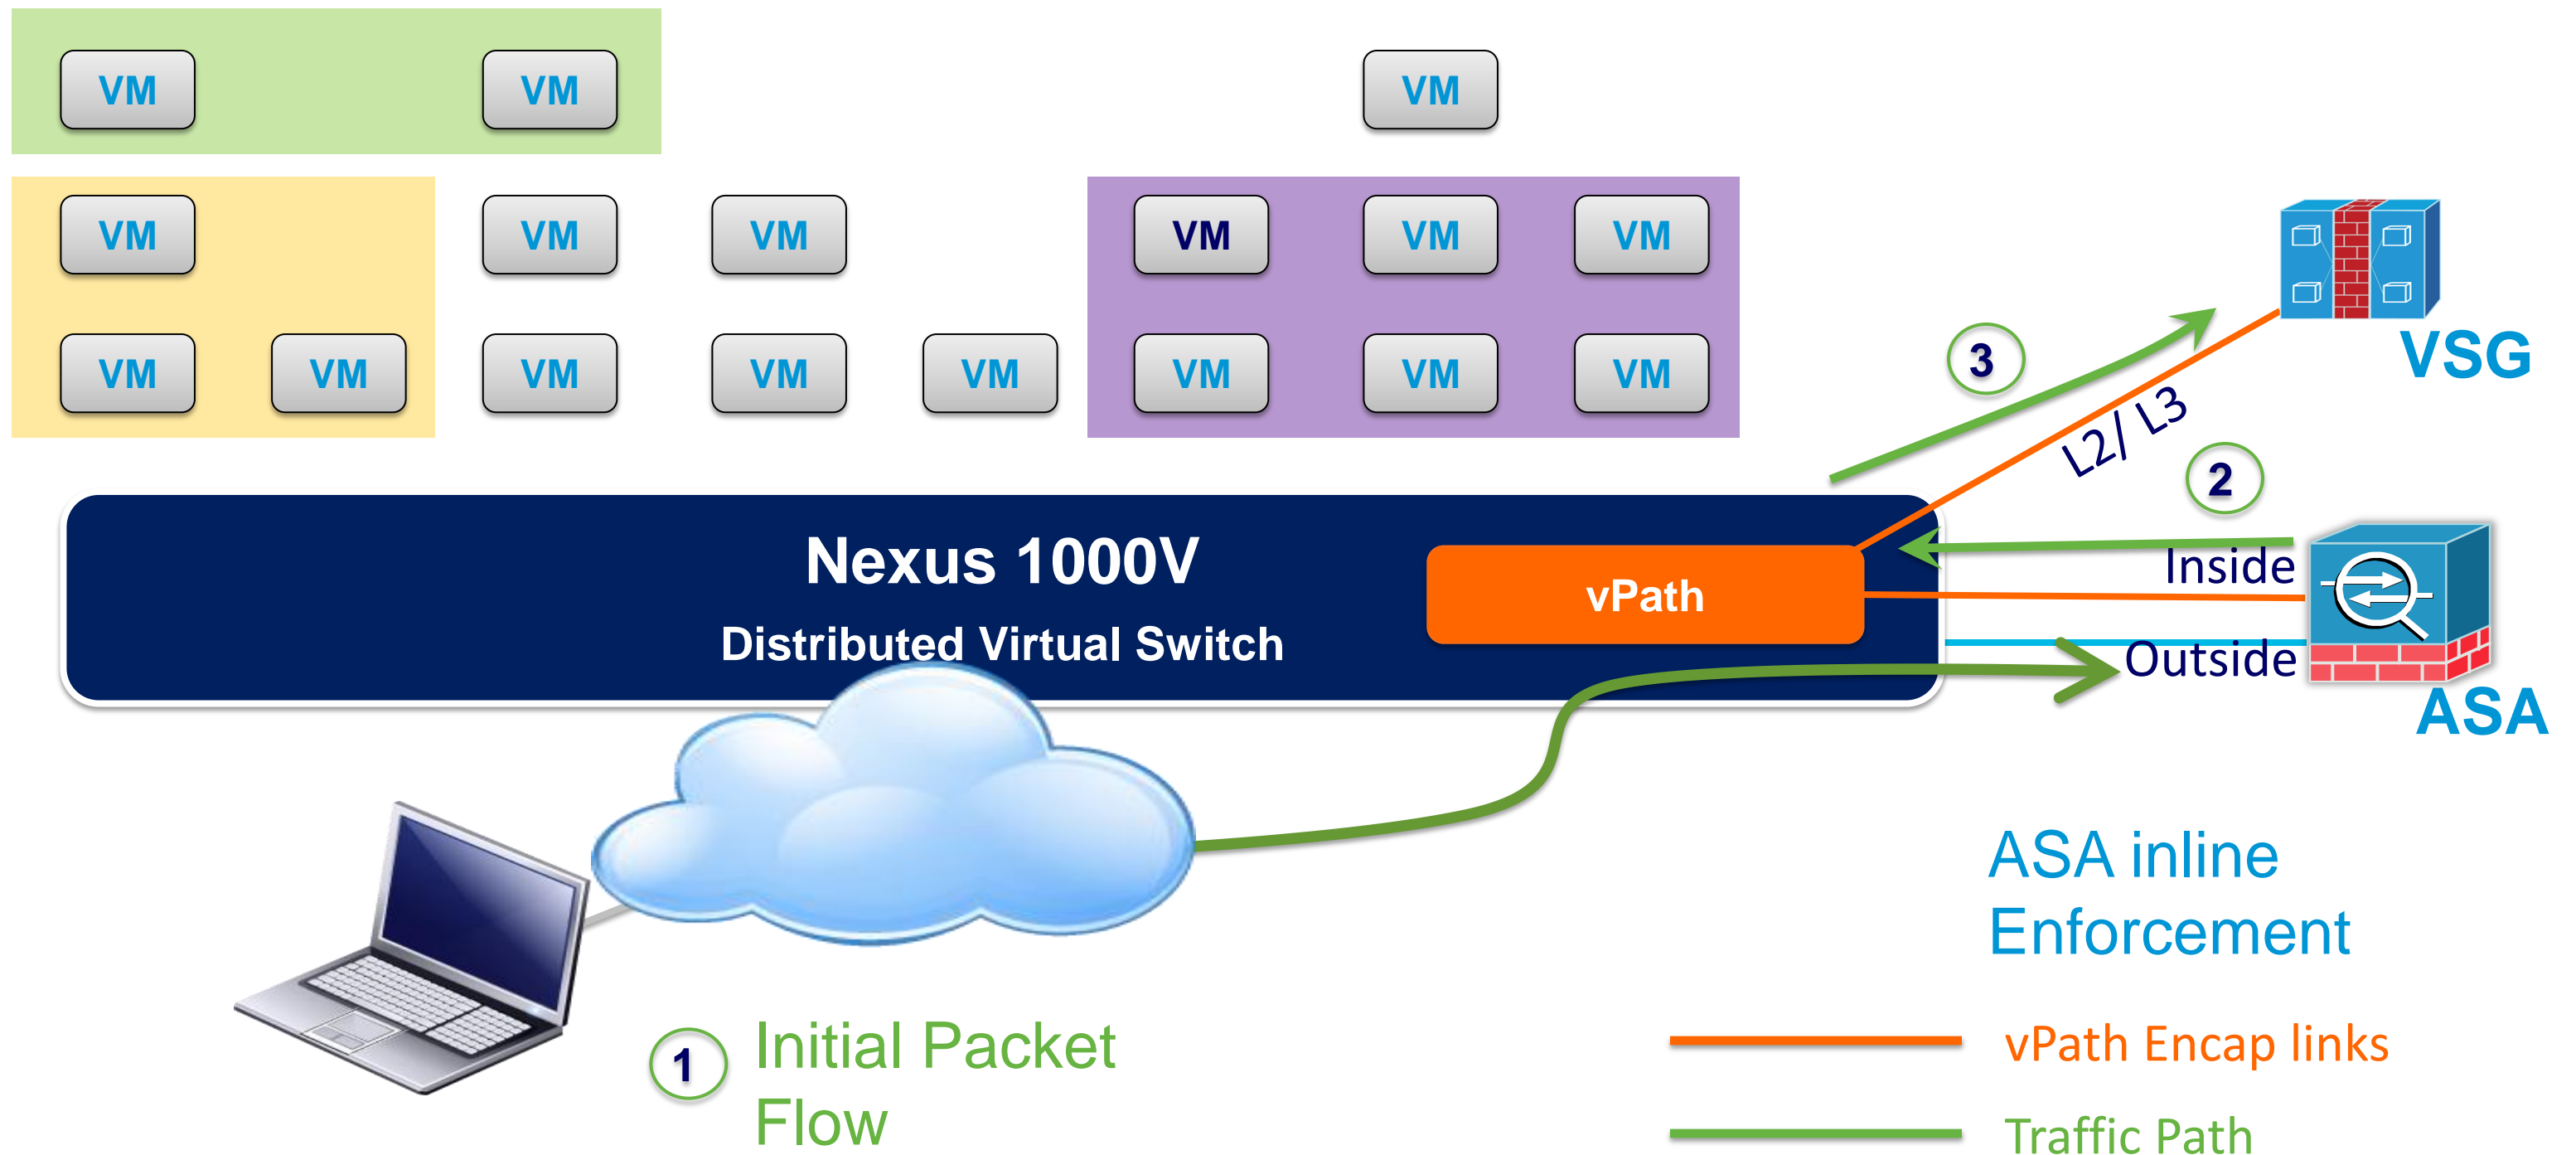 VM VM VM
VM VM VM VM VM VM
VM VM VM VM VM VM VM VM
VSG
3
L2/ L3
2
Nexus 1000V
Distributed Virtual Switch
vPath
Inside
Outside
ASA
ASA inline
Enforcement
1
Initial Packet
Flow
vPath Encap links
Traffic Path